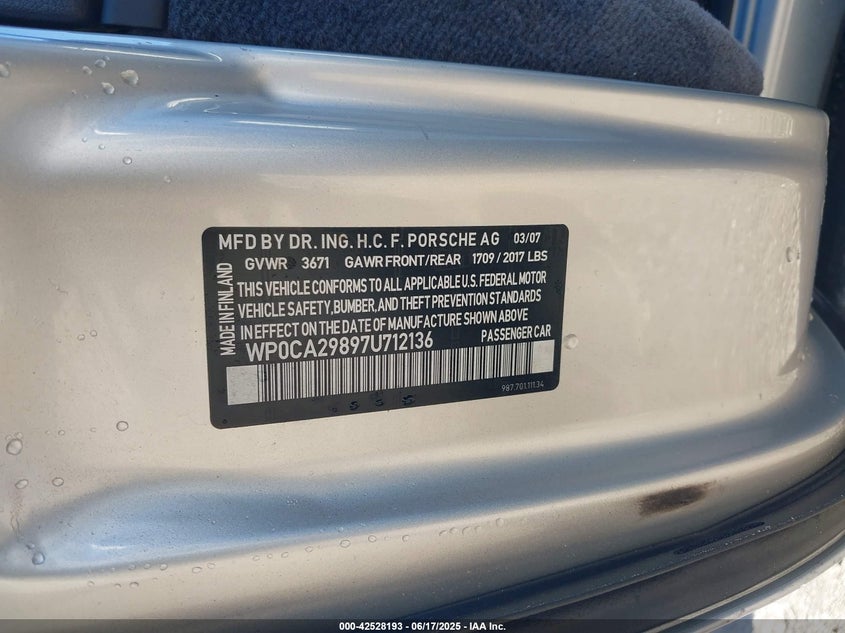 MFD BY DR. ING. H.C. F. PORSCHE AG 03/07
GVWR 3671 GAWR FRONT/REAR 1709 / 2017 LBS
MADE IN FINLAND
THIS VEHICLE CONFORMS TO ALL APPLICABLE U.S. FEDERAL MOTOR
VEHICLE SAFETY, BUMBER, AND THEFT PREVENTION STANDARDS
IN EFFECT ON THE DATE OF MANUFACTURE SHOWN ABOVE
WP0CA29897U712136 PASSENGER CAR
987.701.111.34
000-42528193 - 06/17/2025 - IAA Inc.